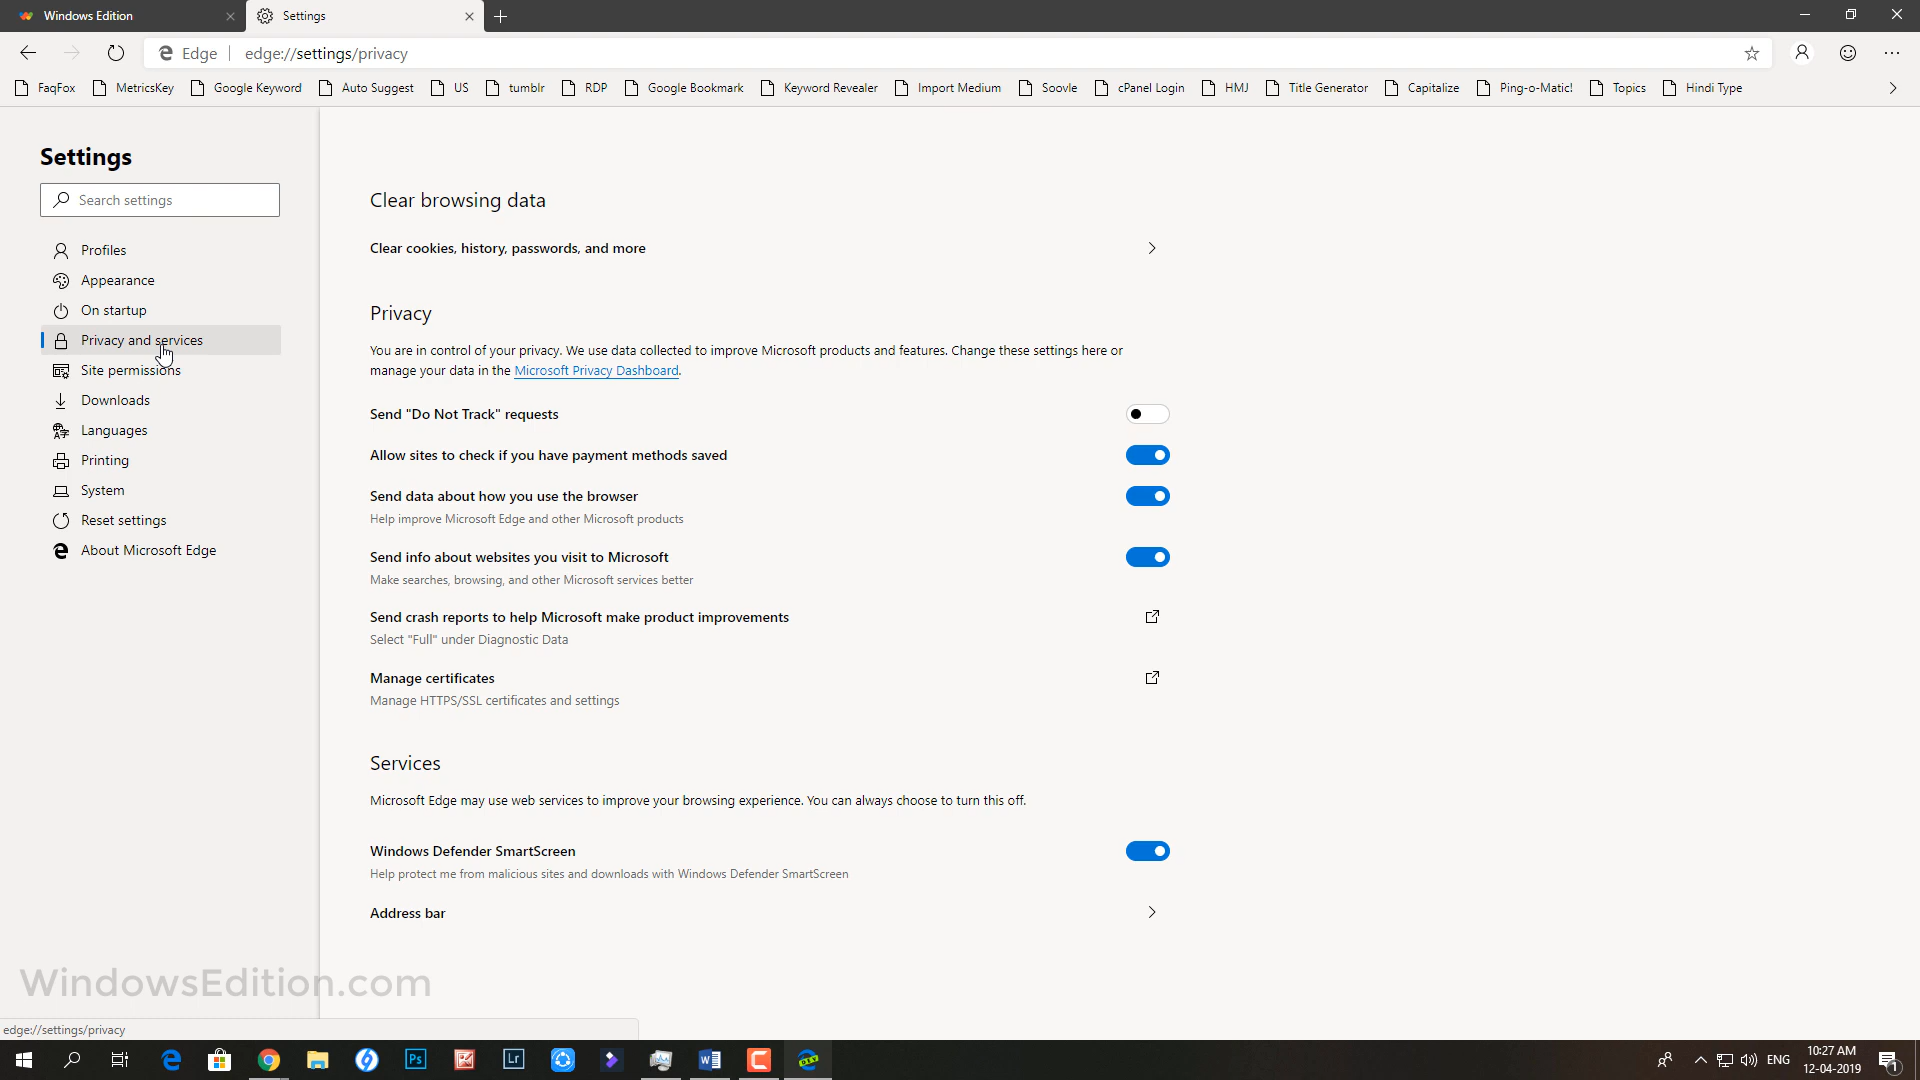 Windows Edition
Settings
Edge
edge://settings/privacy
FaqFox
MetricsKey
Google Keyword
Auto Suggest
US
tumblr
RDP
Google Bookmark
Keyword Revealer
Import Medium
Soovle
cPanel Login
HMJ
Title Generator
Capitalize
Ping-o-Matic!
Topics
Hindi Type
Settings
Search settings
Profiles
Appearance
On startup
Privacy and services
Site permissions
Downloads
Languages
Printing
System
Reset settings
About Microsoft Edge
Clear browsing data
Clear cookies, history, passwords, and more
Privacy
You are in control of your privacy. We use data collected to improve Microsoft products and features. Change these settings here or
manage your data in the Microsoft Privacy Dashboard.
Send "Do Not Track" requests
Allow sites to check if you have payment methods saved
Send data about how you use the browser
Help improve Microsoft Edge and other Microsoft products
Send info about websites you visit to Microsoft
Make searches, browsing, and other Microsoft services better
Send crash reports to help Microsoft make product improvements
Select "Full" under Diagnostic Data
Manage certificates
Manage HTTPS/SSL certificates and settings
Services
Microsoft Edge may use web services to improve your browsing experience. You can always choose to turn this off.
Windows Defender SmartScreen
Help protect me from malicious sites and downloads with Windows Defender SmartScreen
Address bar
WindowsEdition.com
edge://settings/privacy
Ps
Lr
DEV
ENG
10:27 AM
12-04-2019
1